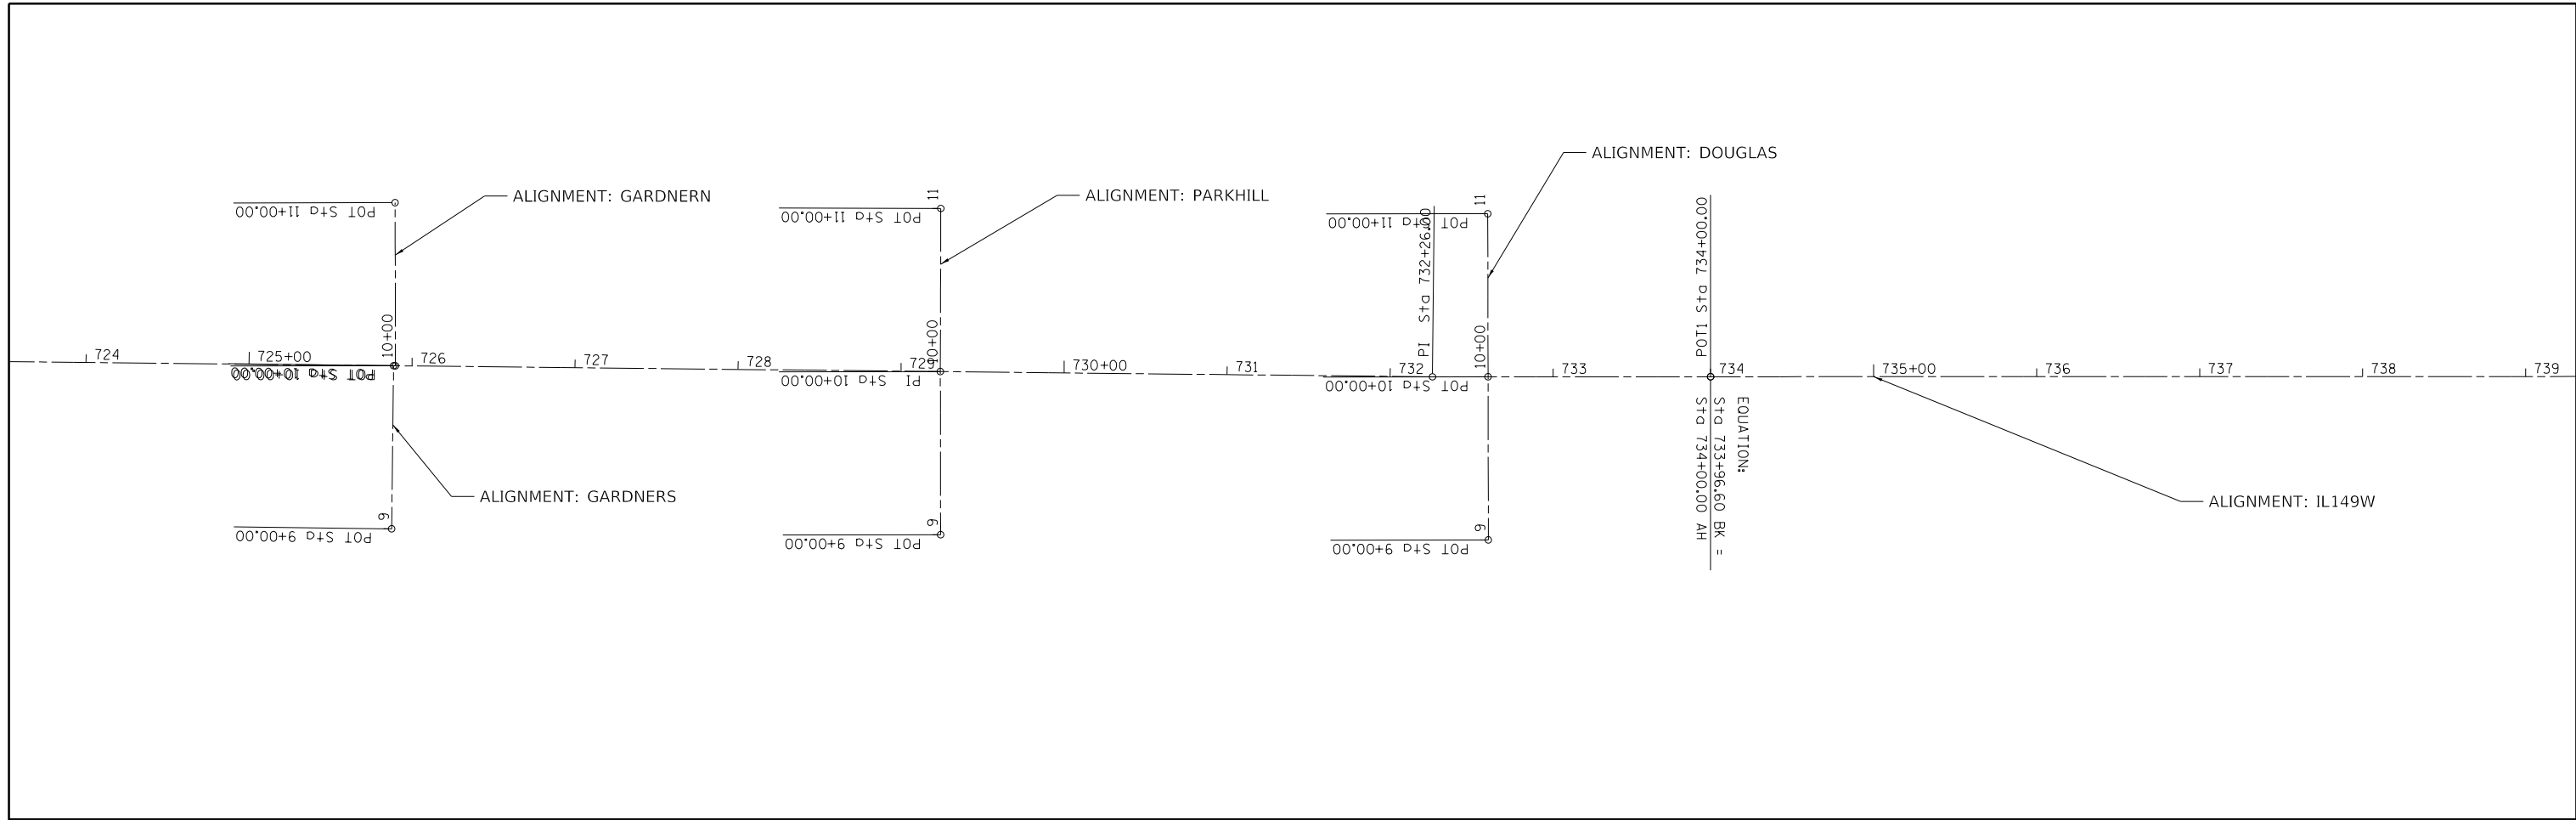 ALIGNMENT: DOUGLAS
ALIGNMENT: GARDNERN
ALIGNMENT: PARKHILL
POT Sta 11+00.00
POT Sta 11+00.00
11
POT Sta 11+00.00
11
PI Sta 732+26.00
POT1 Sta 734+00.00
10+00
10+00
10+00
724
725+00
726
727
728
729
730+00
731
732
733
734
735+00
736
737
738
739
POT Sta 10+00.00
POT Sta 10+00.00
PI Sta 10+00.00
POT Sta 10+00.00
EQUATION:
Sta 733+96.60 BK =
Sta 734+00.00 AH
ALIGNMENT: GARDNERS
ALIGNMENT: IL149W
9
POT Sta 9+00.00
9
POT Sta 9+00.00
9
POT Sta 9+00.00